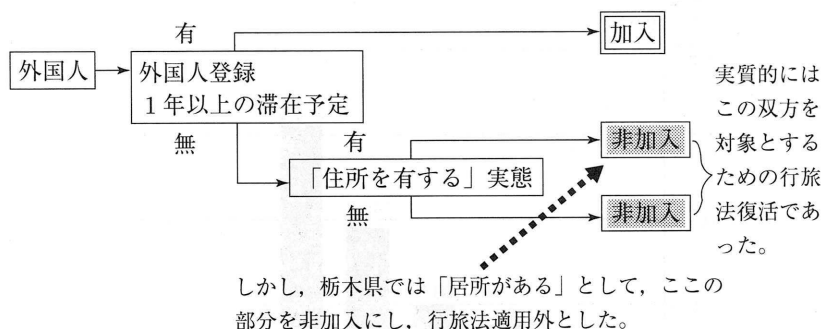 有
加入
外国人
外国人登録
1年以上の滞在予定
無
有
非加入
「住所を有する」実態
無
非加入
実質的には
この双方を
対象とする
ための行旅
法復活であ
った。
しかし，栃木県では「居所がある」として，ここの
部分を非加入にし，行旅法適用外とした。